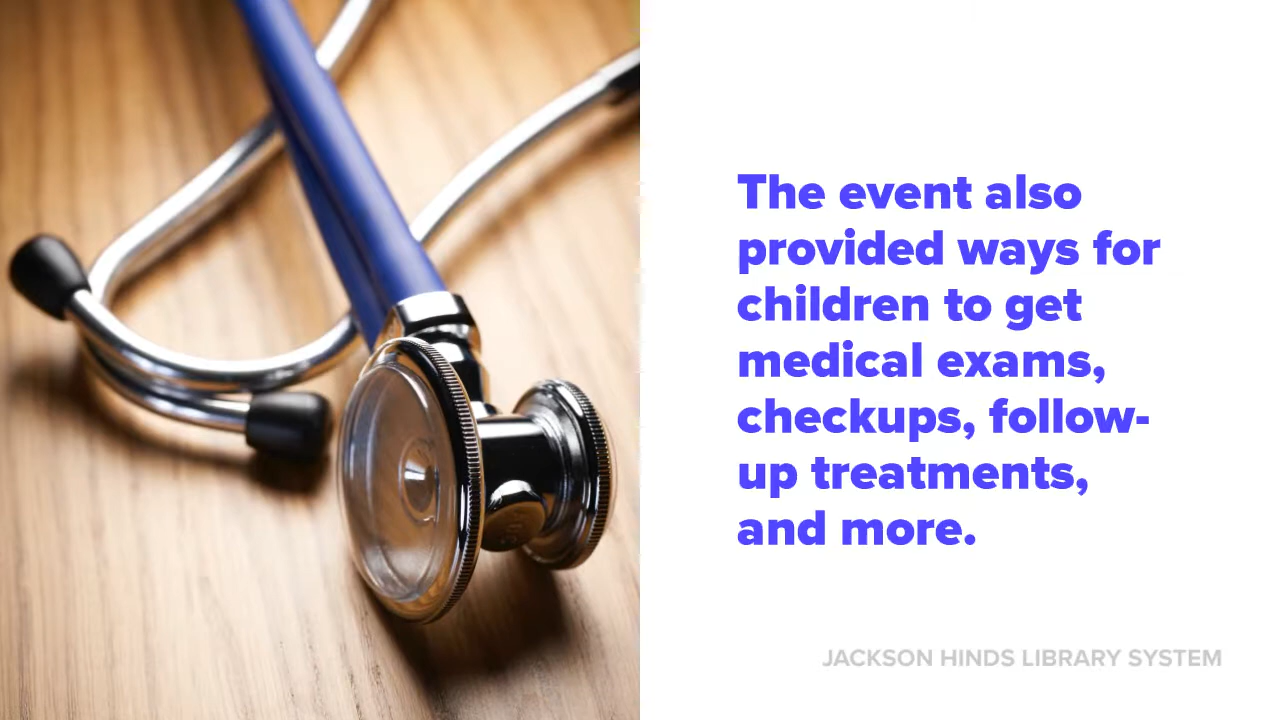 The event also
provided ways for
children to get
medical exams,
checkups, follow-
up treatments,
and more.
JACKSON HINDS LIBRARY SYSTEM